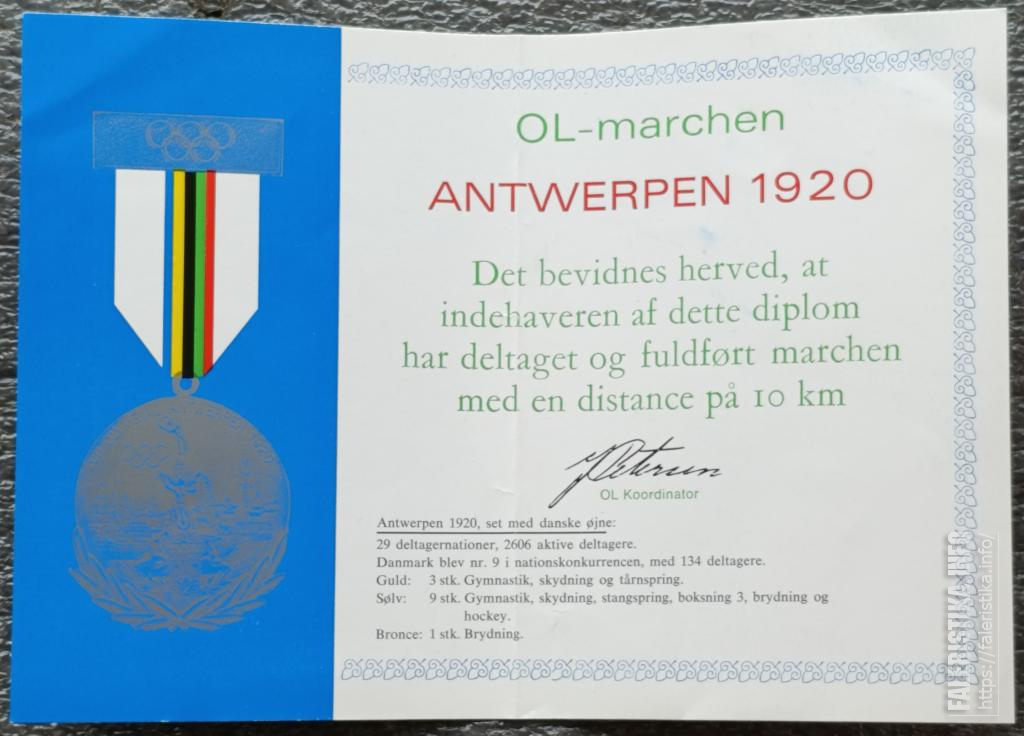 OL-marchen
ANTWERPEN 1920
Det bevidnes herved, at
indehaveren af dette diplom
har deltaget og fuldført marchen
med en distance på 10 km
Petersen
OL Koordinator
Antwerpen 1920, set med danske øjne:
29 deltagernationer, 2606 aktive deltagere.
Danmark blev nr. 9 i nationskonkurrencen, med 134 deltagere.
Guld: 3 stk. Gymnastik, skydning og tårnspring.
Sølv: 9 stk. Gymnastik, skydning, stangspring, boksning 3, brydning og
hockey.
Bronce: 1 stk. Brydning.
FALERISTIKA.INFO
https://faleristika.info/